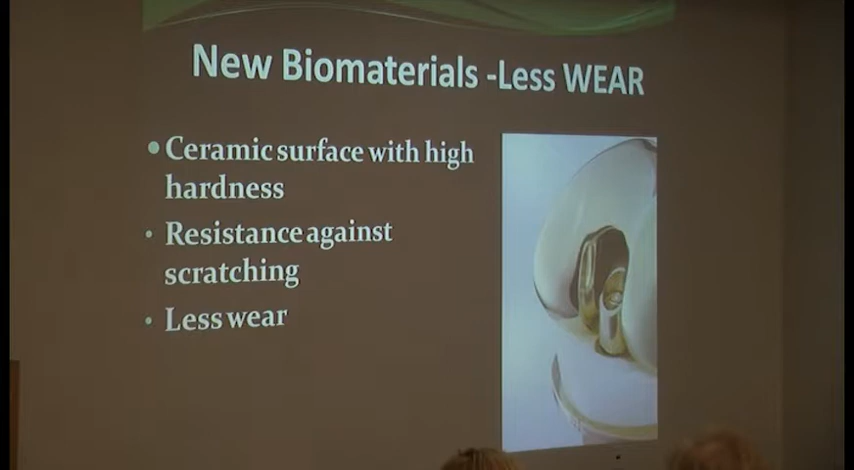 New Biomaterials -Less WEAR
• Ceramic surface with high
hardness
• Resistance against
scratching
• Less wear